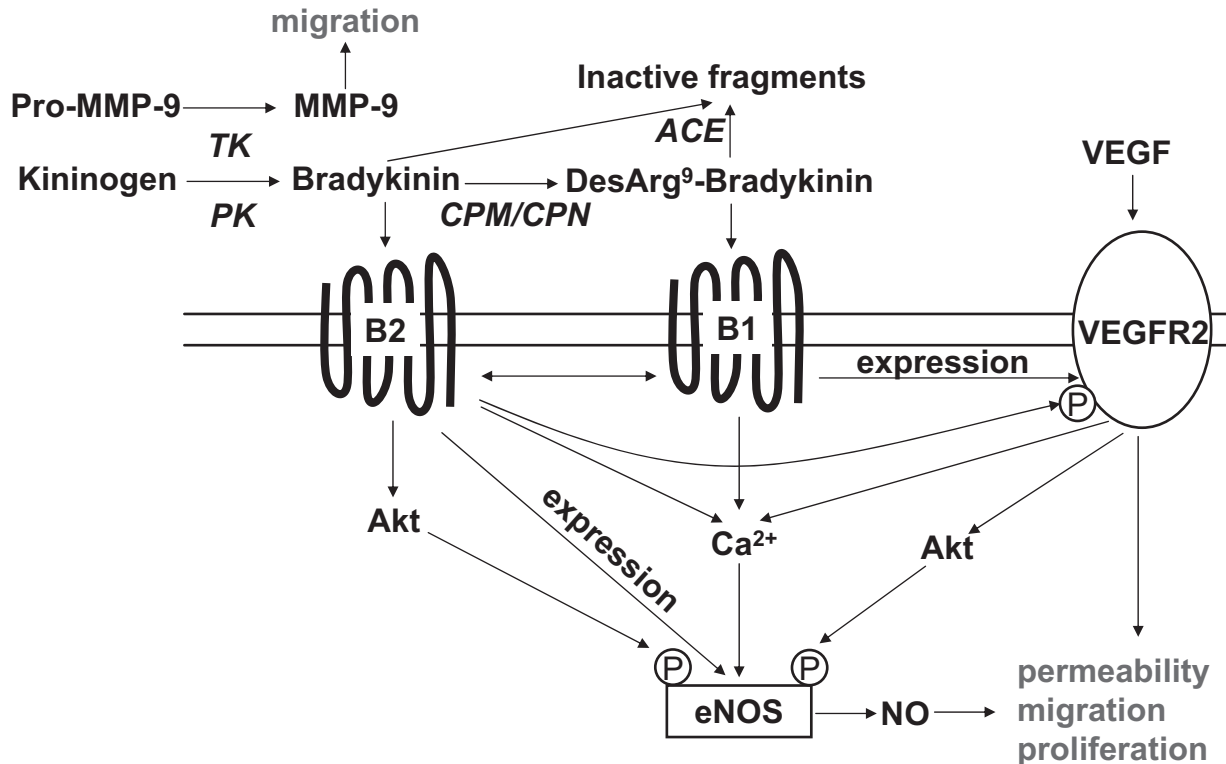 migration
Inactive fragments
Pro-MMP-9
MMP-9
TK
ACE
VEGF
Kininogen
Bradykinin
DesArg⁹-Bradykinin
PK
CPM/CPN
B2
B1
VEGFR2
expression
P
Akt
expression
Ca²⁺
Akt
P
P
eNOS
NO
permeability
migration
proliferation